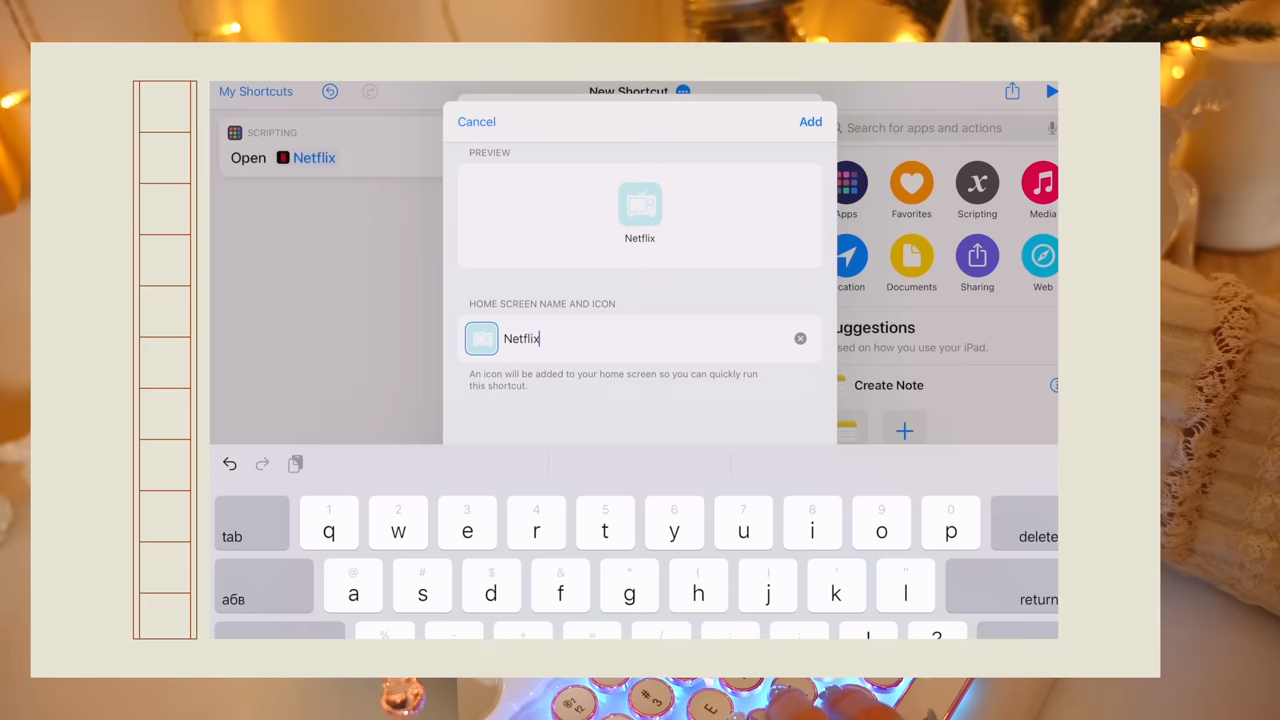 My Shortcuts
New Shortcut
SCRIPTING
Open Netflix
Cancel
Add
PREVIEW
Netflix
HOME SCREEN NAME AND ICON
Netflix
An icon will be added to your home screen so you can quickly run
this shortcut.
Search for apps and actions
Apps Favorites Scripting Media
cation Documents Sharing Web
uggestions
sed on how you use your iPad.
Create Note
1 2 3 4 5 6 7 8 9 0
tab q w e r t y u i o p delete
@ # $ & * ( ) ' "
абв a s d f g h j k l return
% - + = / ; : ! ?
#3 E